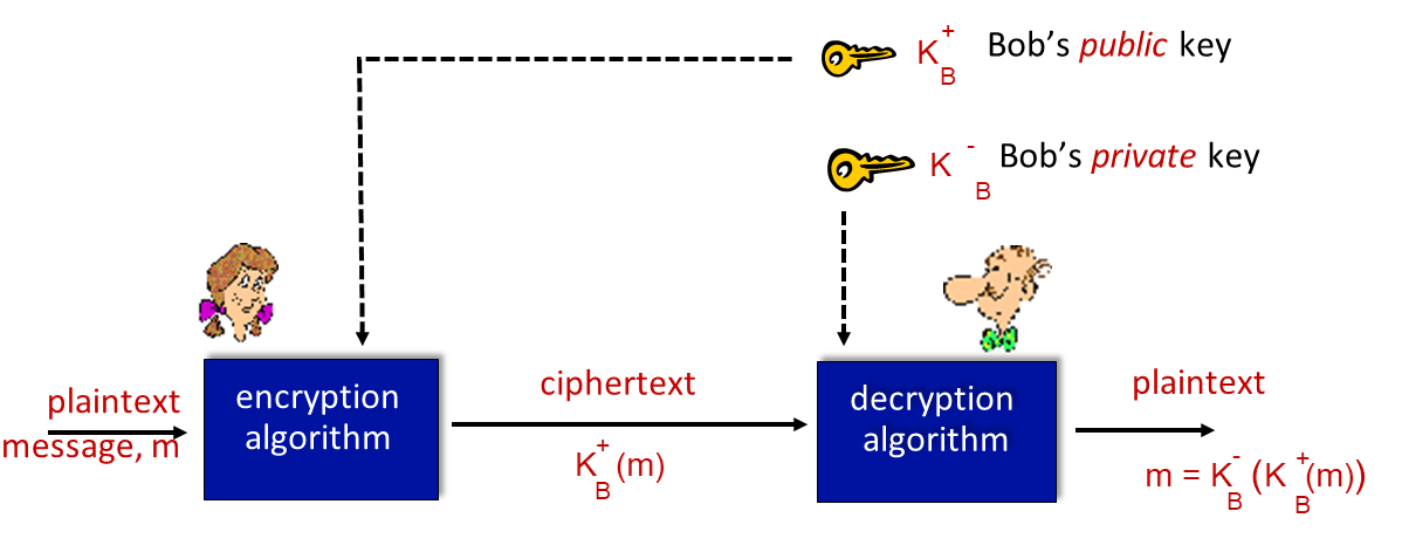 K_B^+ Bob’s public key
K_B^- Bob’s private key
plaintext
message, m
encryption
algorithm
ciphertext
K_B^+(m)
decryption
algorithm
plaintext
m = K_B^-(K_B^+(m))